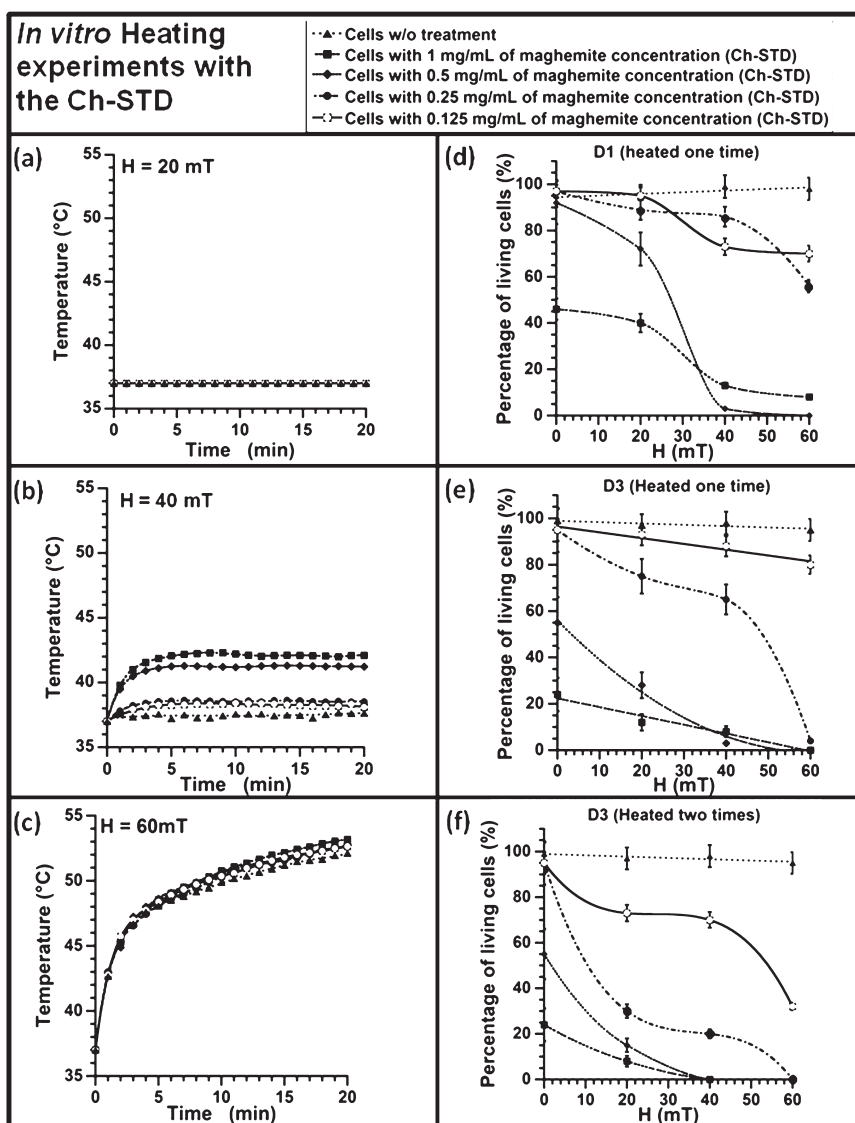 In vitro Heating
experiments with
the Ch-STD
Cells w/o treatment
Cells with 1 mg/mL of maghemite concentration (Ch-STD)
Cells with 0.5 mg/mL of maghemite concentration (Ch-STD)
Cells with 0.25 mg/mL of maghemite concentration (Ch-STD)
Cells with 0.125 mg/mL of maghemite concentration (Ch-STD)
(a)
H = 20 mT
Temperature (°C)
55
50
45
40
35
0 5 10 15 20
Time (min)
(d)
D1 (heated one time)
Percentage of living cells (%)
100
80
60
40
20
0
0 10 20 30 40 50 60
H (mT)
(b)
H = 40 mT
Temperature (°C)
55
50
45
40
35
0 5 10 15 20
Time (min)
(e)
D3 (Heated one time)
Percentage of living cells (%)
100
80
60
40
20
0
0 10 20 30 40 50 60
H (mT)
(c)
H = 60mT
Temperature (°C)
55
50
45
40
35
0 5 10 15 20
Time (min)
(f)
D3 (Heated two times)
Percentage of living cells (%)
100
80
60
40
20
0
0 10 20 30 40 50 60
H (mT)